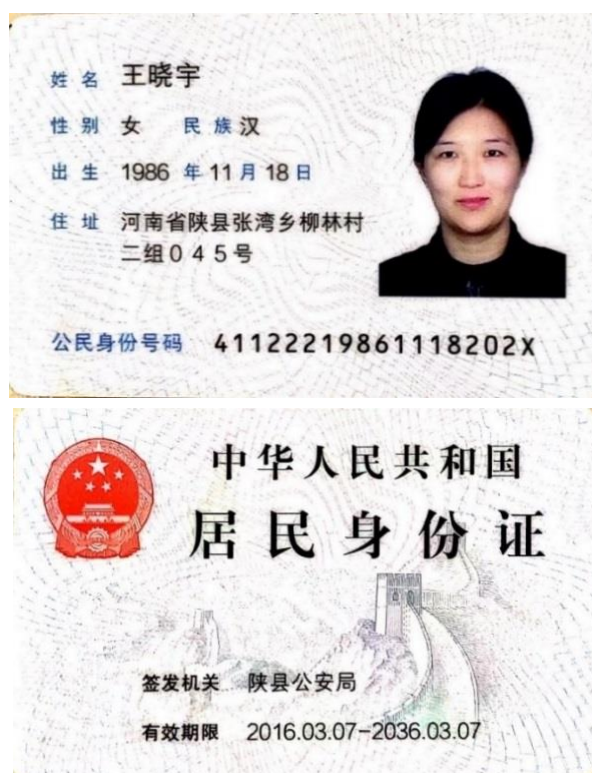 姓名 王晓宇
性别 女 民族 汉
出生 1986 年 11 月 18 日
住址 河南省陕县张湾乡柳林村
二组045号
公民身份号码 41122219861118202X
中华人民共和国
居民身份证
签发机关 陕县公安局
有效期限 2016.03.07-2036.03.07